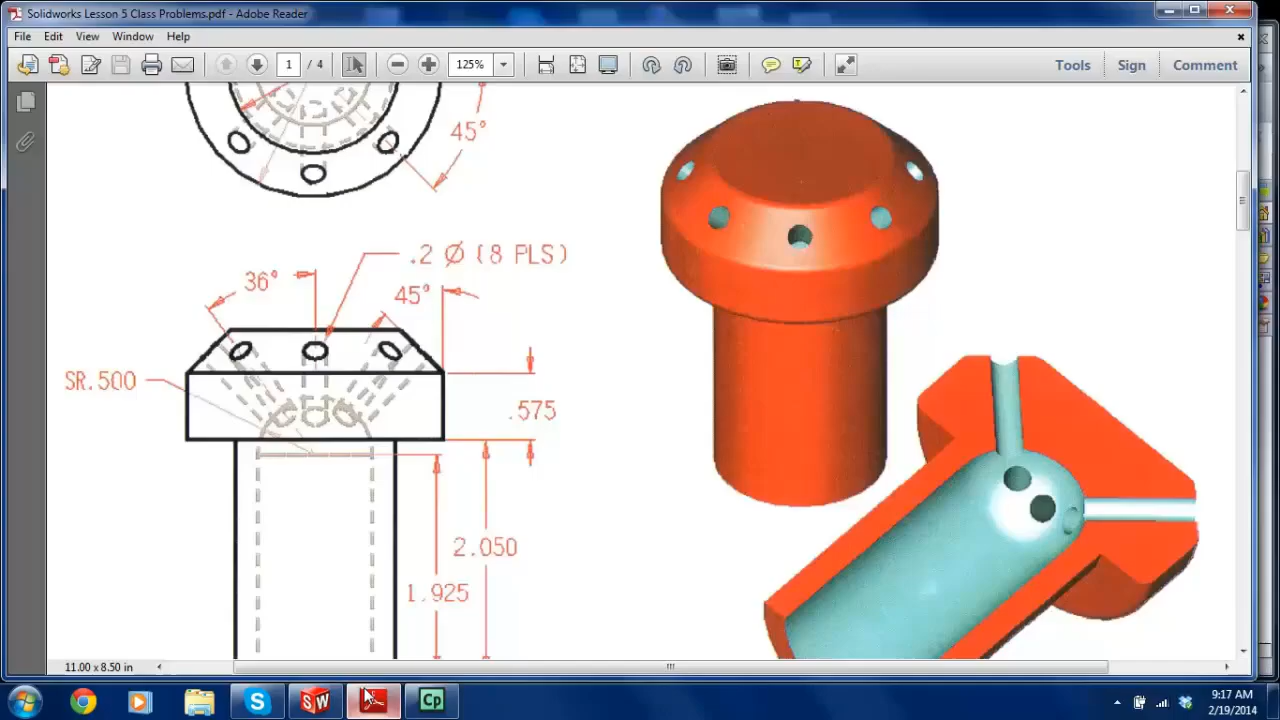 Solidworks Lesson 5 Class Problems.pdf - Adobe Reader
File Edit View Window Help
1 / 4 125% Tools Sign Comment
45°
.2 Ø (8 PLS)
36°
45°
SR.500
.575
2.050
1.925
11.00 x 8.50 in
S SW Cp
9:17 AM
2/19/2014